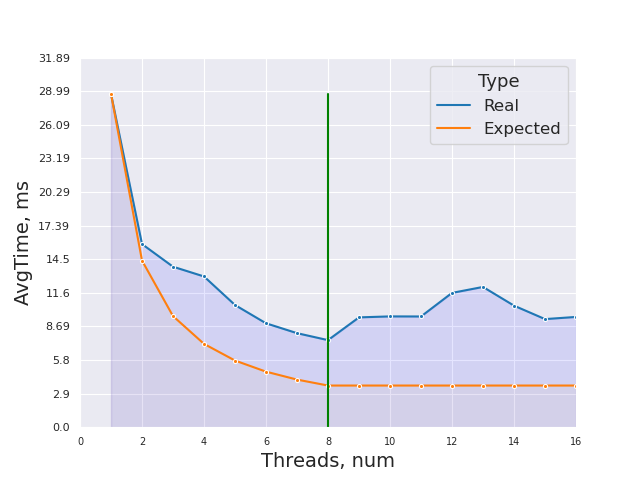 31.89
28.99
26.09
23.19
20.29
17.39
14.5
11.6
8.69
5.8
2.9
0.0
AvgTime, ms
Type
Real
Expected
0 2 4 6 8 10 12 14 16
Threads, num